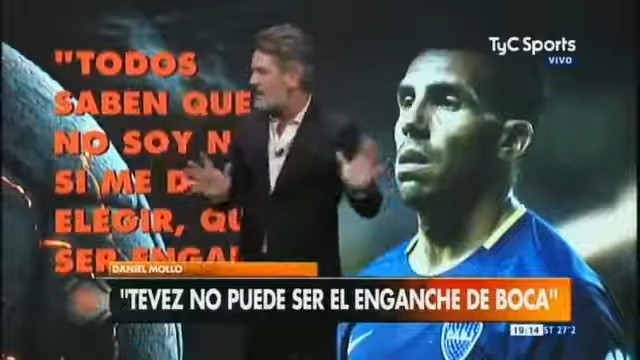 TyC Sports
VIVO
"TODOS
SABEN QUE
NO SOY N
SI ME D
ELEGIR, QU
SER ENGA
DANIEL MOLLO
"TEVEZ NO PUEDE SER EL ENGANCHE DE BOCA"
19:14 ST 27'2